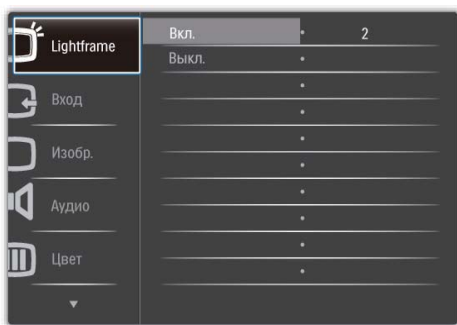 Lightframe
Вкл. 2
Выкл.
Вход
Изобр.
Аудио
Цвет